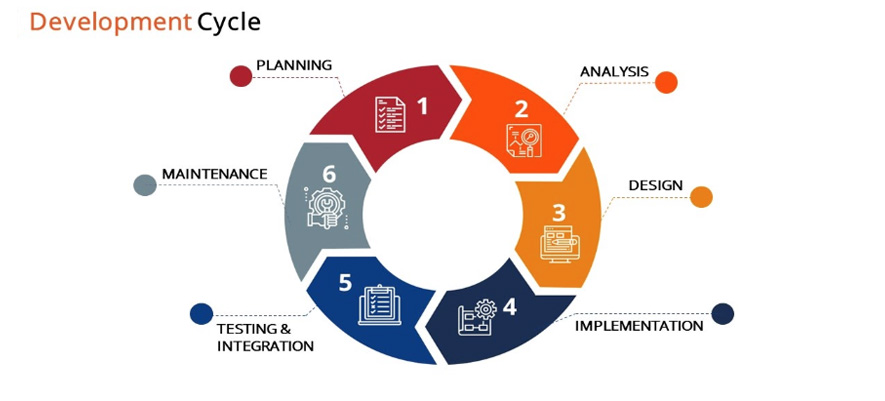 Development Cycle
PLANNING
1
ANALYSIS
2
DESIGN
3
IMPLEMENTATION
4
TESTING &
INTEGRATION
5
MAINTENANCE
6